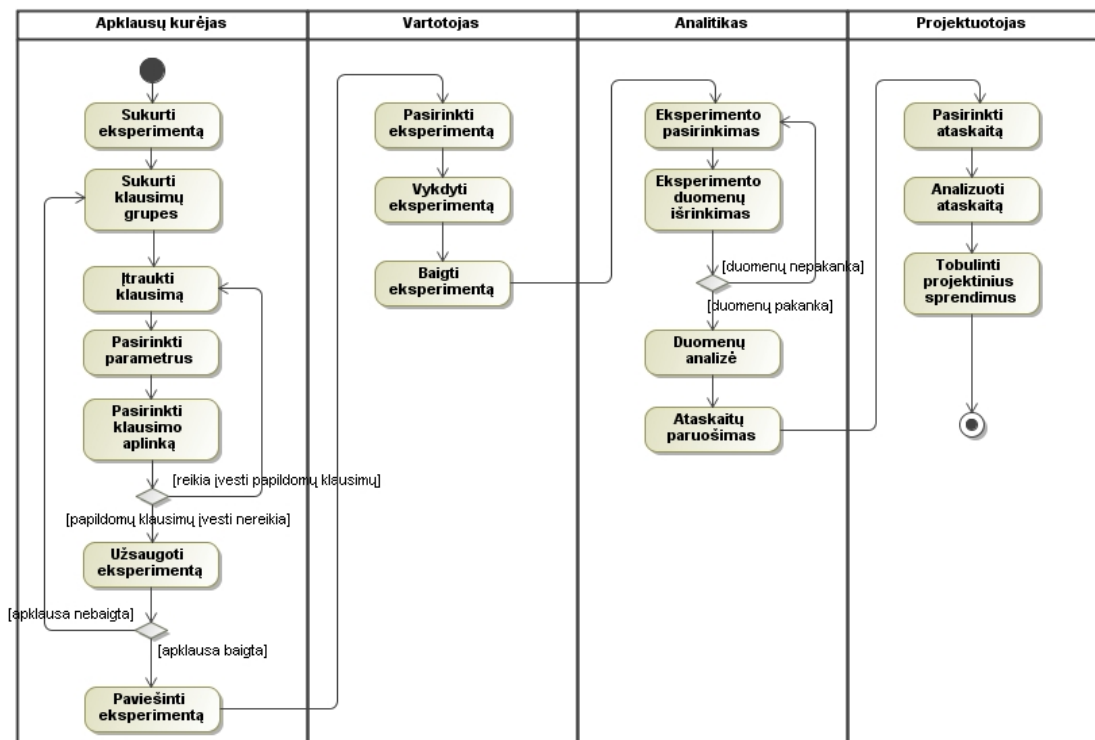 Apklausų kurėjas
Vartotojas
Analitikas
Projektuotojas
Sukurti
eksperimentą
Sukurti
klausimų
grupes
Įtraukti
klausimą
Pasirinkti
parametrus
Pasirinkti
klausimo
aplinką
[reikia įvesti papildomų klausimų]
[papildomų klausimų įvesti nereikia]
Užsaugoti
eksperimentą
[apklausa nebaigta]
[apklausa baigta]
Paviešinti
eksperimentą
Pasirinkti
eksperimentą
Vykdyti
eksperimentą
Baigti
eksperimentą
Eksperimento
pasirinkimas
Eksperimento
duomenų
išrinkimas
[duomenų nepakanka]
[duomenų pakanka]
Duomenų
analizė
Ataskaitų
paruošimas
Pasirinkti
ataskaitą
Analizuoti
ataskaitą
Tobulinti
projektinius
sprendimus